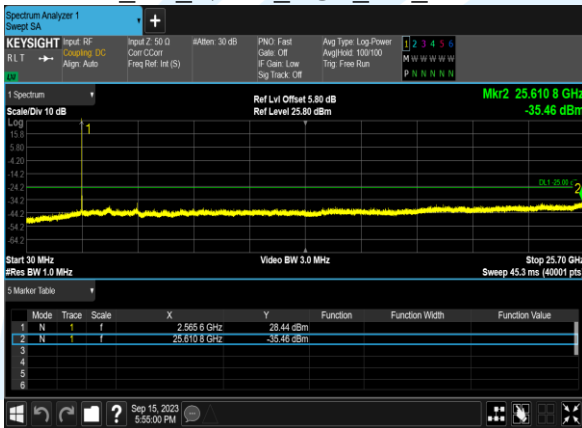 Spectrum Analyzer 1
Swept SA
KEYSIGHT
RLT
Input: RF
Coupling: DC
Align: Auto
Input Z: 50 Ω
Corr CCorr
Freq Ref: Int (S)
#Atten: 30 dB
PNO: Fast
Gate: Off
IF Gain: Low
Sig Track: Off
Avg Type: Log-Power
Avg|Hold: 100/100
Trig: Free Run
1 2 3 4 5 6
M W W W W W
P N N N N N
LV
1 Spectrum
Scale/Div 10 dB
Ref Lvl Offset 5.80 dB
Ref Level 25.80 dBm
Mkr2 25.610 8 GHz
-35.46 dBm
Log
15.8
5.80
-4.20
-14.2
-24.2
-34.2
-44.2
-54.2
-64.2
1
DL1 -25.00
2
Start 30 MHz
#Res BW 1.0 MHz
Video BW 3.0 MHz
Stop 25.70 GHz
Sweep 45.3 ms (40001 pts
5 Marker Table
Mode Trace Scale X Y Function Function Width Function Value
1 N 1 f 2.565 6 GHz 28.44 dBm
2 N 1 f 25.610 8 GHz -35.46 dBm
3
4
5
6
?
Sep 15, 2023
5:55:00 PM